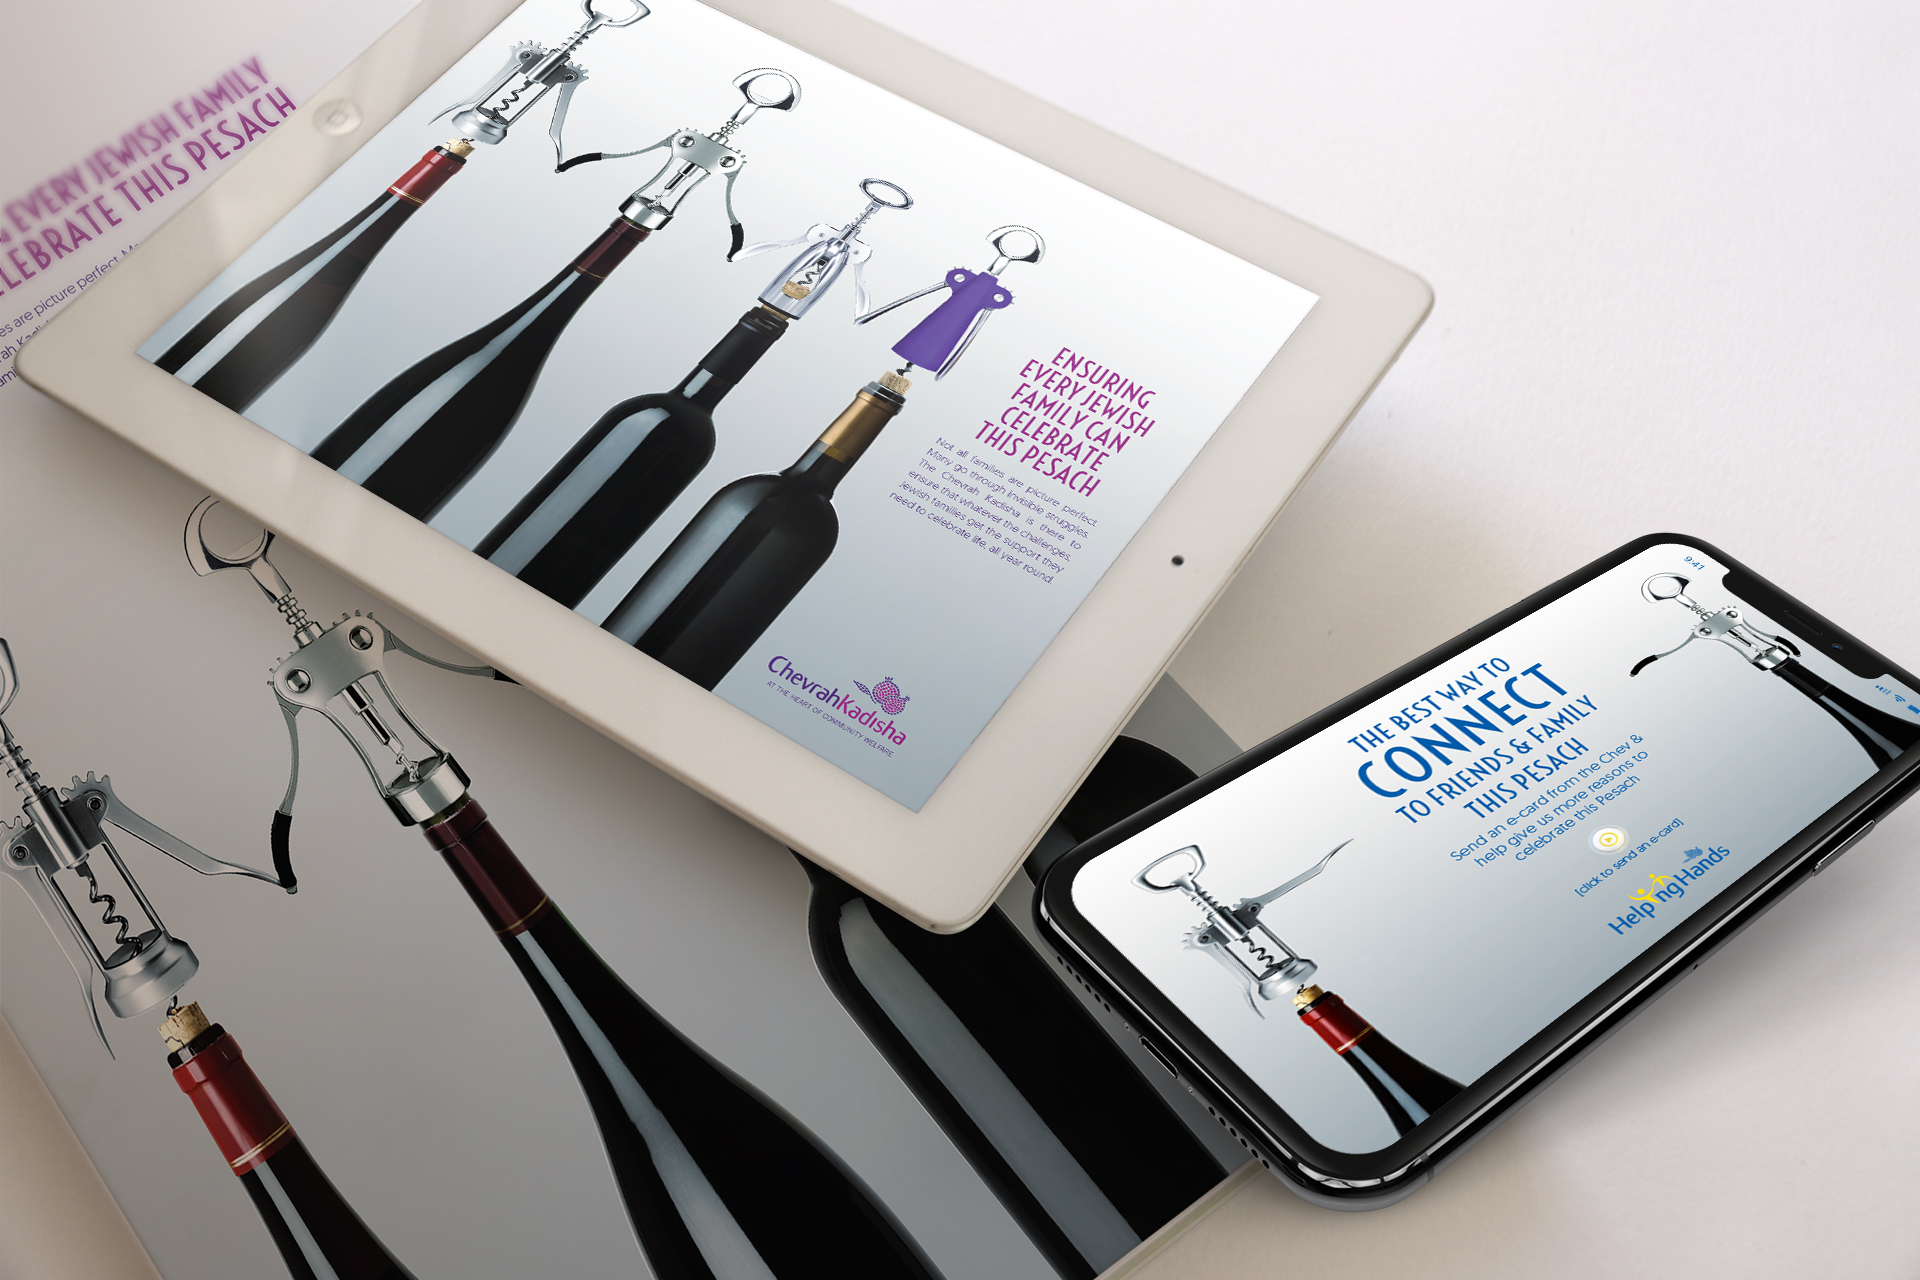 EVERY JEWISH FAMILY
CELEBRATE THIS PESACH
es are picture perfect.
ENSURING
EVERY JEWISH
FAMILY CAN
CELEBRATE
THIS PESACH
Not all families are picture perfect.
Many go through invisible struggles.
The Chevrah Kadisha is there to
ensure that whatever the challenges,
Jewish families get the support they
need to celebrate life, all year round.
ChevrahKadisha
AT THE HEART OF COMMUNITY WELFARE
9:41
THE BEST WAY TO
CONNECT
TO FRIENDS & FAMILY
THIS PESACH
Send an e-card from the Chev &
help give us more reasons to
celebrate this Pesach
[click to send an e-card]
HelpingHands